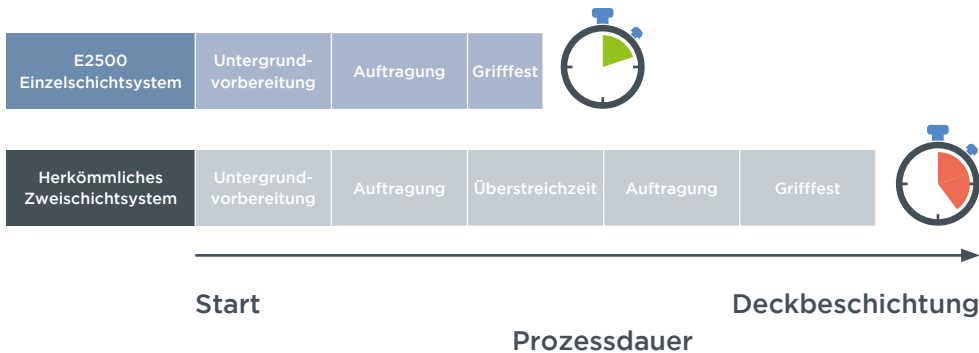 E2500
Einzelschichtsystem
Untergrund-
vorbereitung
Auftragung
Grifffest
Herkömmliches
Zweischichtsystem
Untergrund-
vorbereitung
Auftragung
Überstreichzeit
Auftragung
Grifffest
Start
Deckbeschichtung
Prozessdauer